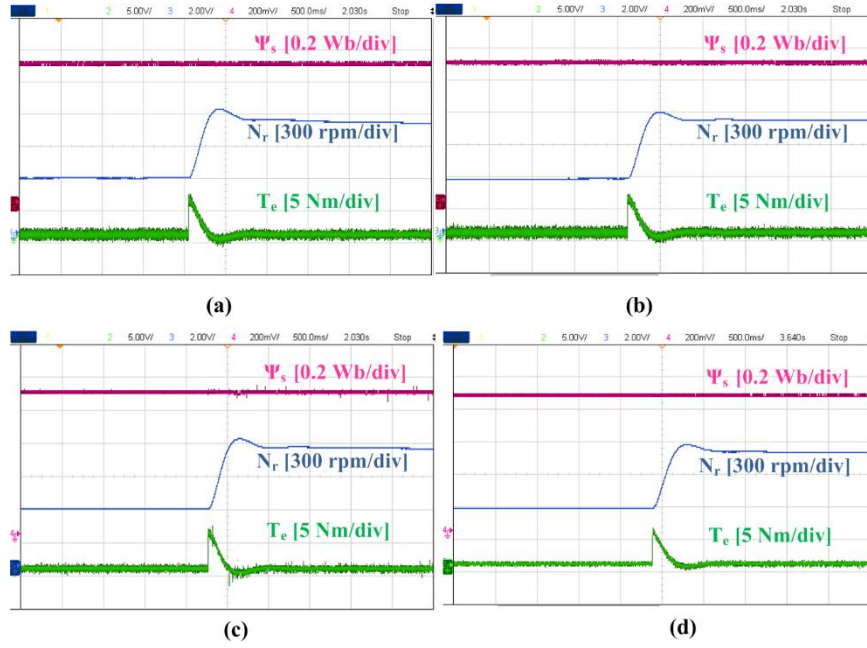 1 2 5.00V/ 3 2.00V/ 4 200mV/ 500.0ms/ 2.030s Stop
Ψs [0.2 Wb/div]
Nr [300 rpm/div]
Te [5 Nm/div]
(a)
2 5.00V/ 3 2.00V/ 4 200mV/ 500.0ms/ 2.030s Stop
Ψs [0.2 Wb/div]
Nr [300 rpm/div]
Te [5 Nm/div]
(b)
1 2 5.00V/ 3 2.00V/ 4 200mV/ 500.0ms/ 2.030s Stop
Ψs [0.2 Wb/div]
Nr [300 rpm/div]
Te [5 Nm/div]
(c)
1 2 5.00V/ 3 2.00V/ 4 200mV/ 500.0ms/ 3.640s Stop
Ψs [0.2 Wb/div]
Nr [300 rpm/div]
Te [5 Nm/div]
(d)